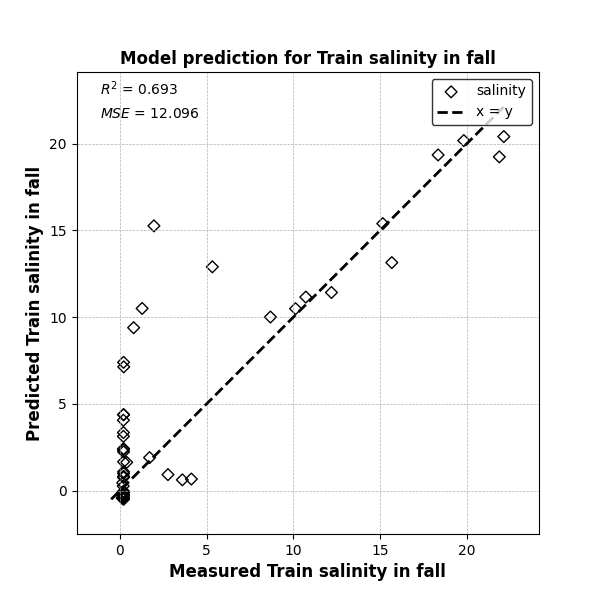 Model prediction for Train salinity in fall
R² = 0.693
MSE = 12.096
salinity
x = y
20
15
10
5
0
Predicted Train salinity in fall
0 5 10 15 20
Measured Train salinity in fall